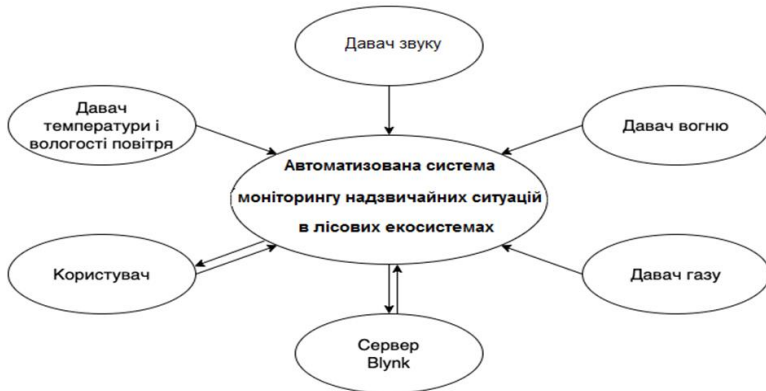 Давач звуку
Давач
температури і
вологості повітря
Давач вогню
Автоматизована система
моніторингу надзвичайних ситуацій
в лісових екосистемах
Користувач
Давач газу
Сервер
Blynk